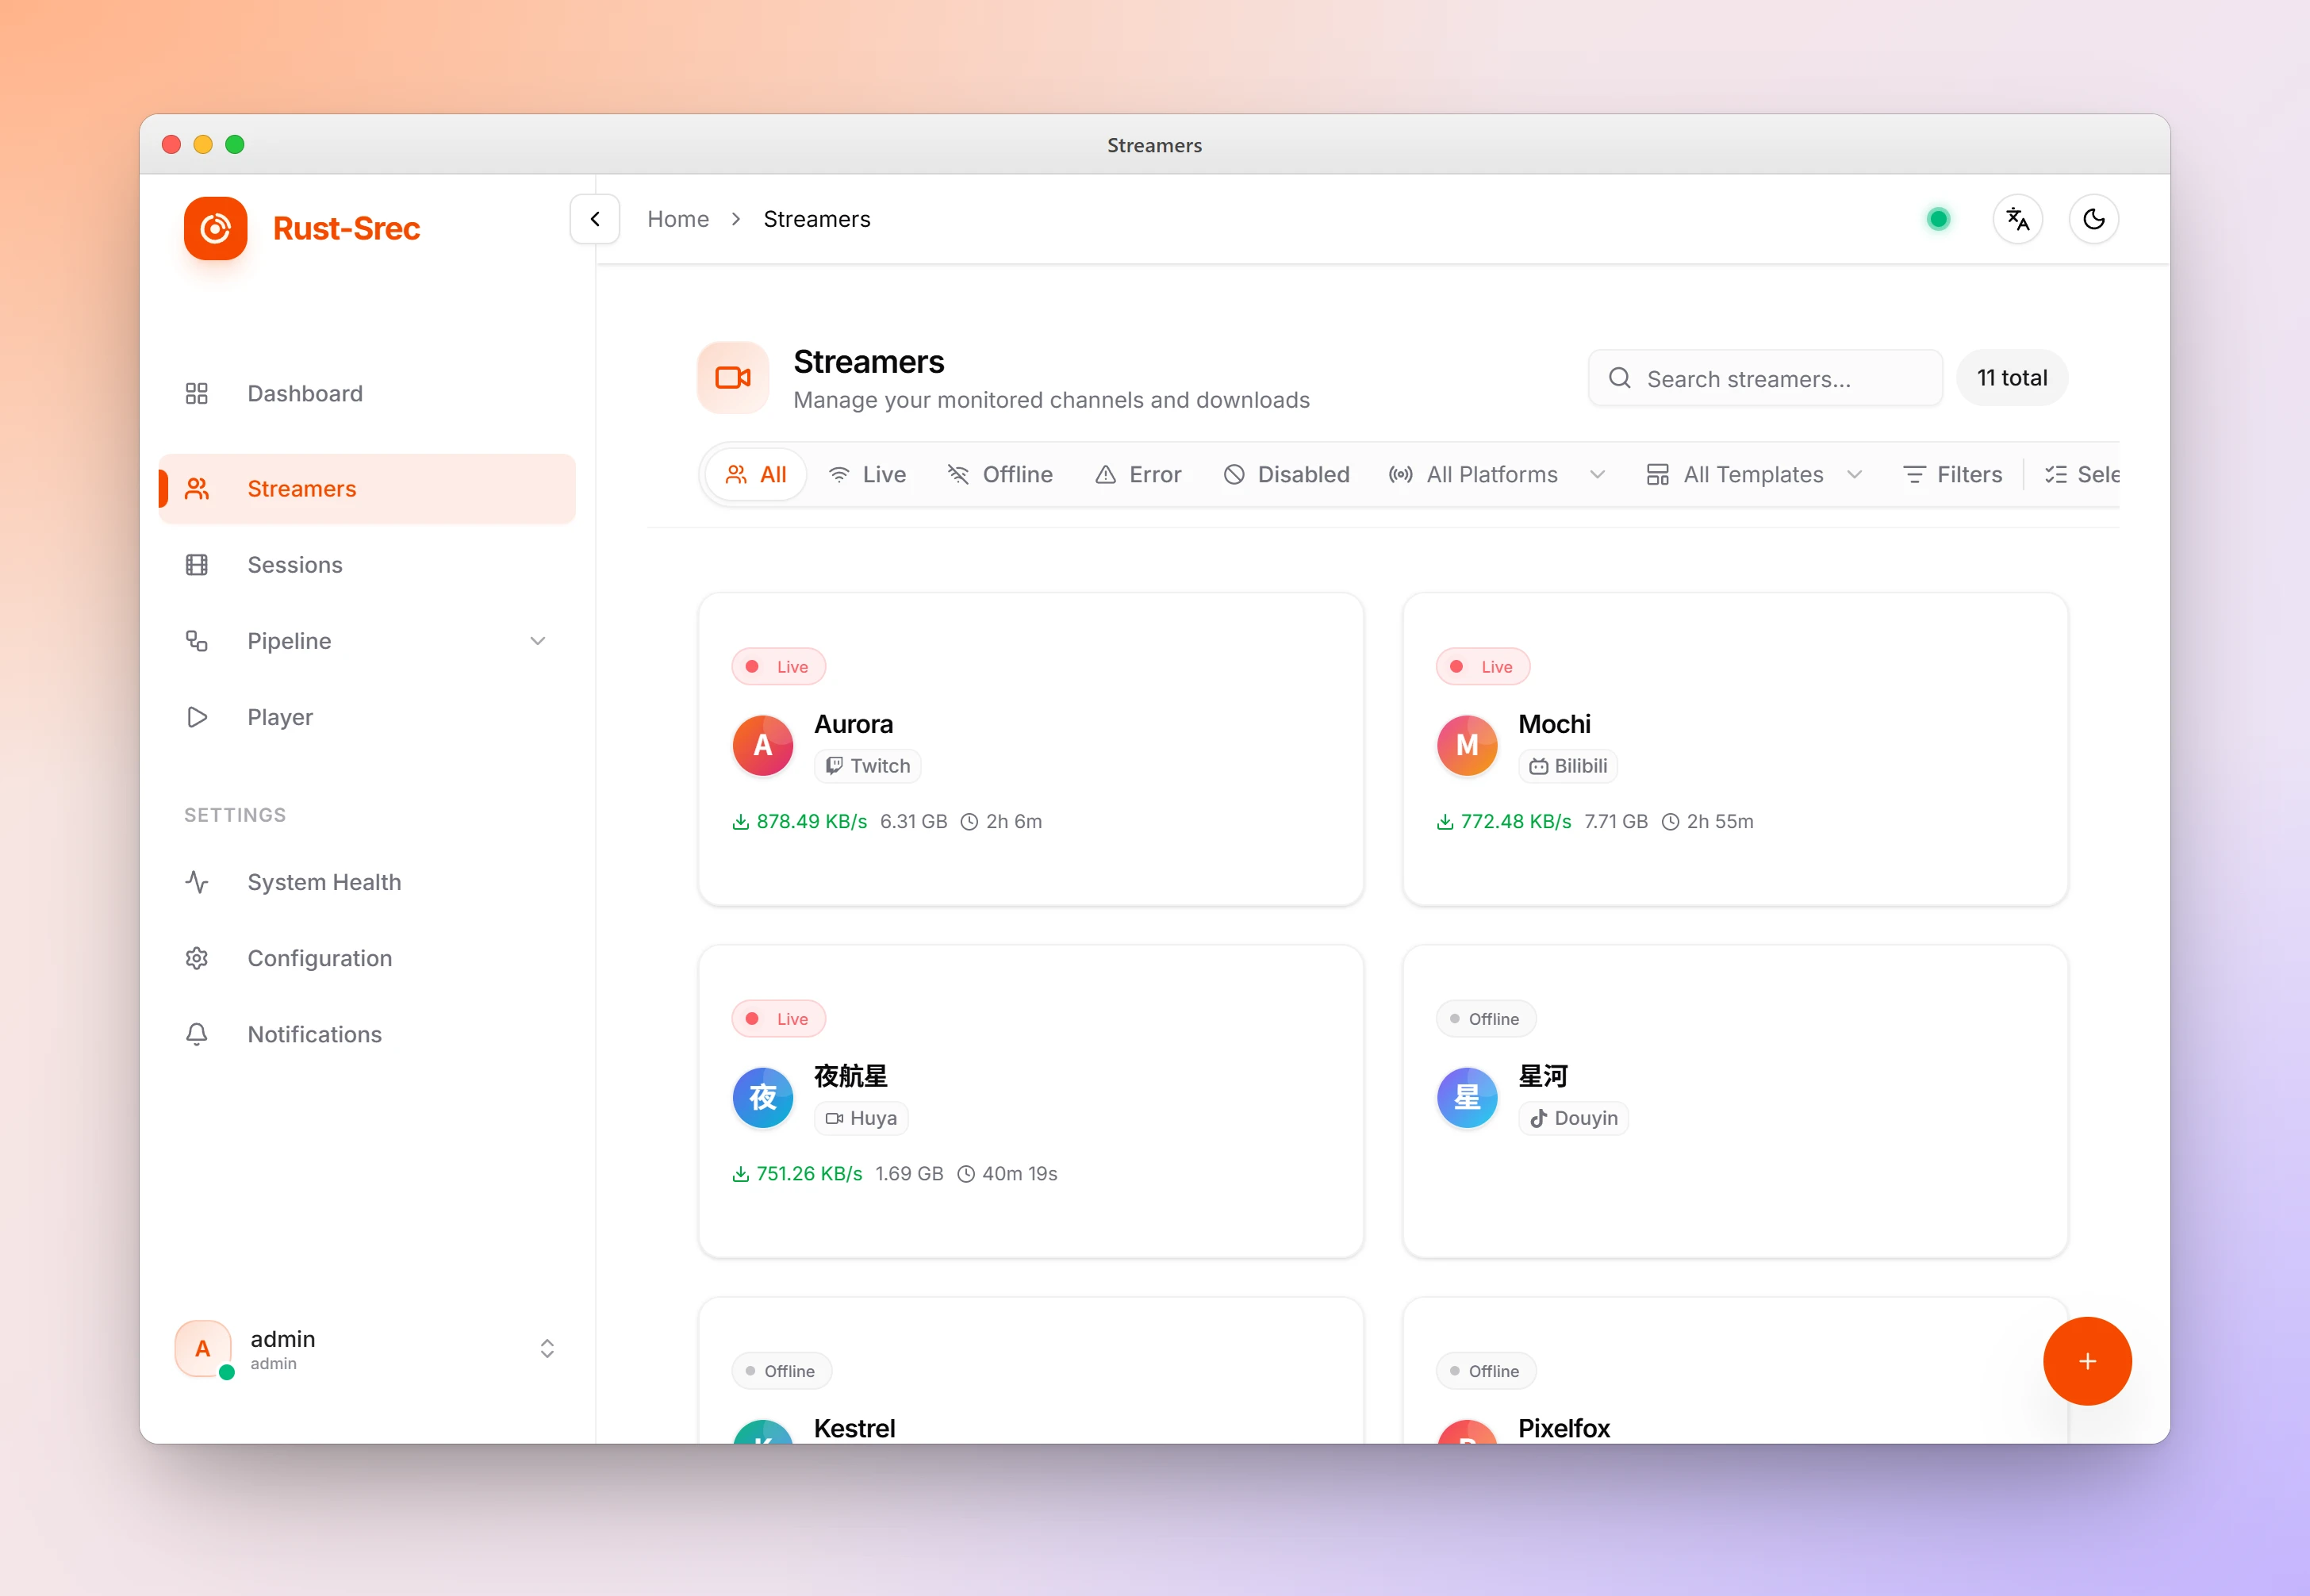 Streamers
Rust-Srec
Home > Streamers
Dashboard
Streamers
Sessions
Pipeline
Player
SETTINGS
System Health
Configuration
Notifications
A
admin
admin
Streamers
Manage your monitored channels and downloads
Search streamers...
11 total
All Live Offline Error Disabled All Platforms All Templates Filters Sele
Live
A
Aurora
Twitch
878.49 KB/s 6.31 GB 2h 6m
Live
M
Mochi
Bilibili
772.48 KB/s 7.71 GB 2h 55m
Live
夜
夜航星
Huya
751.26 KB/s 1.69 GB 40m 19s
Offline
星
星河
Douyin
Offline
K
Kestrel
Offline
P
Pixelfox